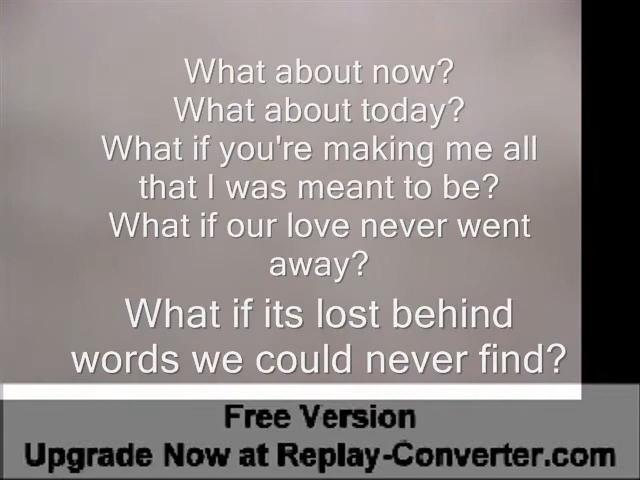 What about now?
What about today?
What if you're making me all
that I was meant to be?
What if our love never went
away?
What if its lost behind
words we could never find?
Free Version
Upgrade Now at Replay-Converter.com